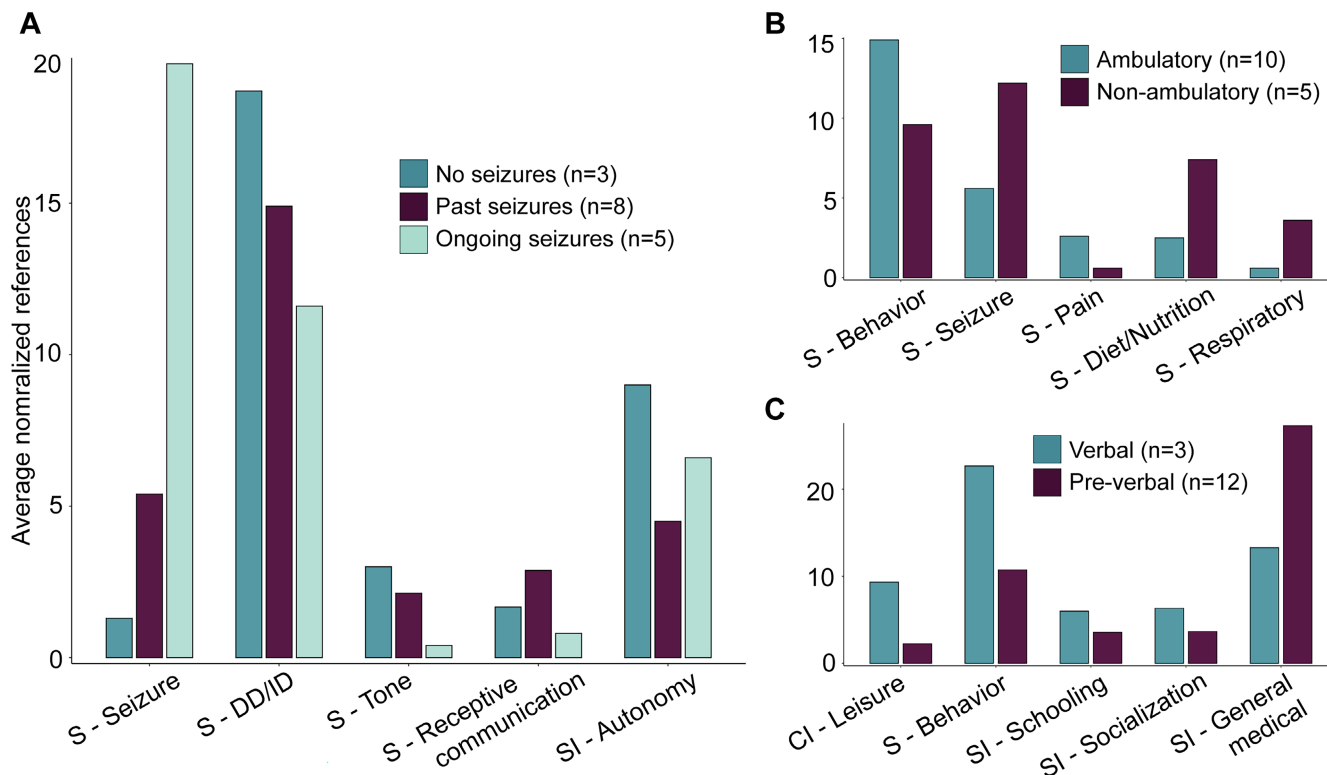 A
Average nomralized references
20
15
10
5
0
No seizures (n=3)
Past seizures (n=8)
Ongoing seizures (n=5)
S - Seizure
S - DD/ID
S - Tone
S - Receptive
communication
SI - Autonomy
B
15
10
5
0
Ambulatory (n=10)
Non-ambulatory (n=5)
S - Behavior
S - Seizure
S - Pain
S - Diet/Nutrition
S - Respiratory
C
20
10
0
Verbal (n=3)
Pre-verbal (n=12)
CI - Leisure
S - Behavior
SI - Schooling
SI - Socialization
SI - General
medical